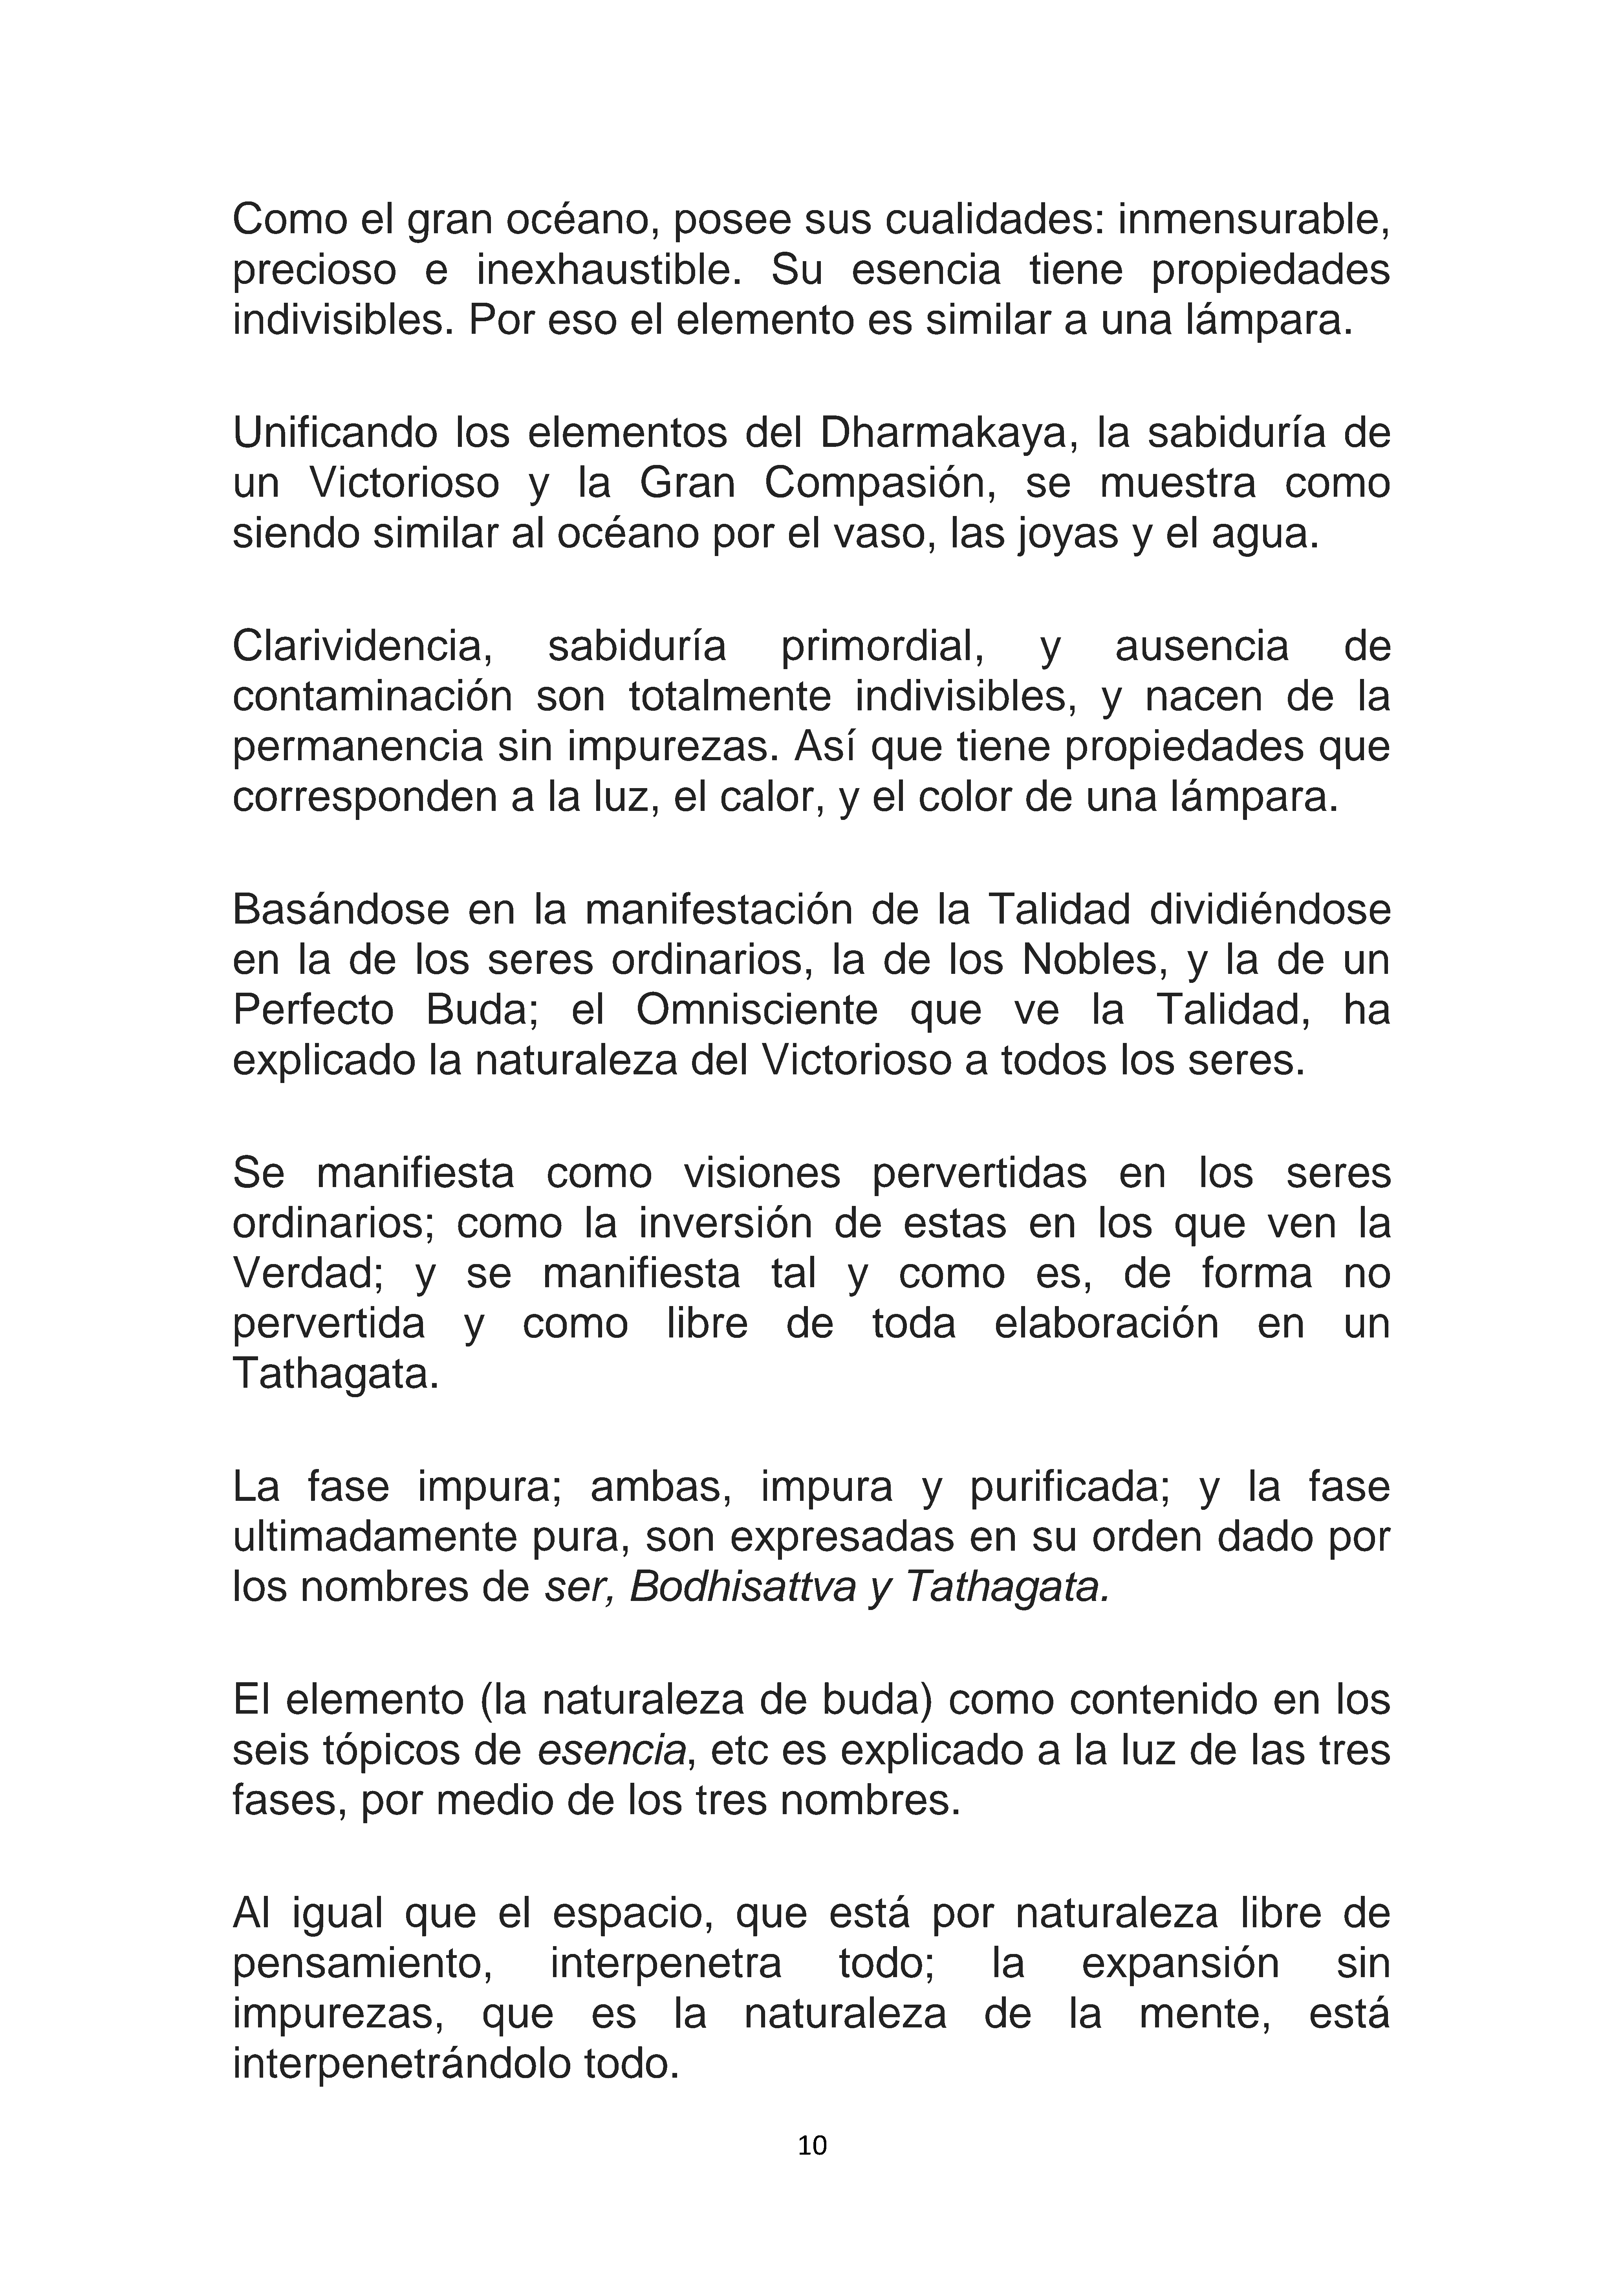 Como el gran océano, posee sus cualidades: inmensurable,
precioso e inexhaustible. Su esencia tiene propiedades
indivisibles. Por eso el elemento es similar a una lámpara.
Unificando los elementos del Dharmakaya, la sabiduría de
un Victorioso y la Gran Compasión, se muestra como
siendo similar al océano por el vaso, las joyas y el agua.
Clarividencia, sabiduría primordial, y ausencia de
contaminación son totalmente indivisibles, y nacen de la
permanencia sin impurezas. Así que tiene propiedades que
corresponden a la luz, el calor, y el color de una lámpara.
Basándose en la manifestación de la Talidad dividiéndose
en la de los seres ordinarios, la de los Nobles, y la de un
Perfecto Buda; el Omnisciente que ve la Talidad, ha
explicado la naturaleza del Victorioso a todos los seres.
Se manifiesta como visiones pervertidas en los seres
ordinarios; como la inversión de estas en los que ven la
Verdad; y se manifiesta tal y como es, de forma no
pervertida y como libre de toda elaboración en un
Tathagata.
La fase impura; ambas, impura y purificada; y la fase
ultimadamente pura, son expresadas en su orden dado por
los nombres de ser, Bodhisattva y Tathagata.
El elemento (la naturaleza de buda) como contenido en los
seis tópicos de esencia, etc es explicado a la luz de las tres
fases, por medio de los tres nombres.
Al igual que el espacio, que está por naturaleza libre de
pensamiento, interpenetra todo; la expansión sin
impurezas, que es la naturaleza de la mente, está
interpenetrándolo todo.
10